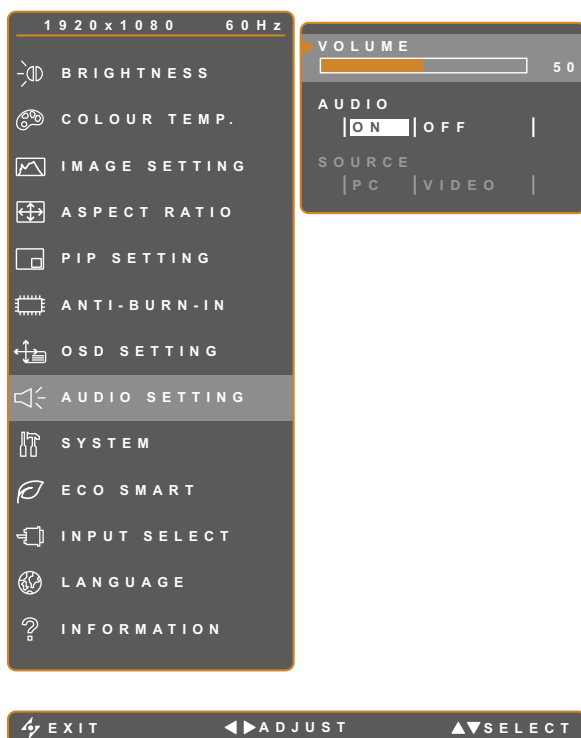 1920x1080 60Hz
BRIGHTNESS
COLOUR TEMP.
IMAGE SETTING
ASPECT RATIO
PIP SETTING
ANTI-BURN-IN
OSD SETTING
AUDIO SETTING
SYSTEM
ECO SMART
INPUT SELECT
LANGUAGE
INFORMATION
VOLUME
50
AUDIO
ON OFF
SOURCE
PC VIDEO
EXIT ADJUST SELECT